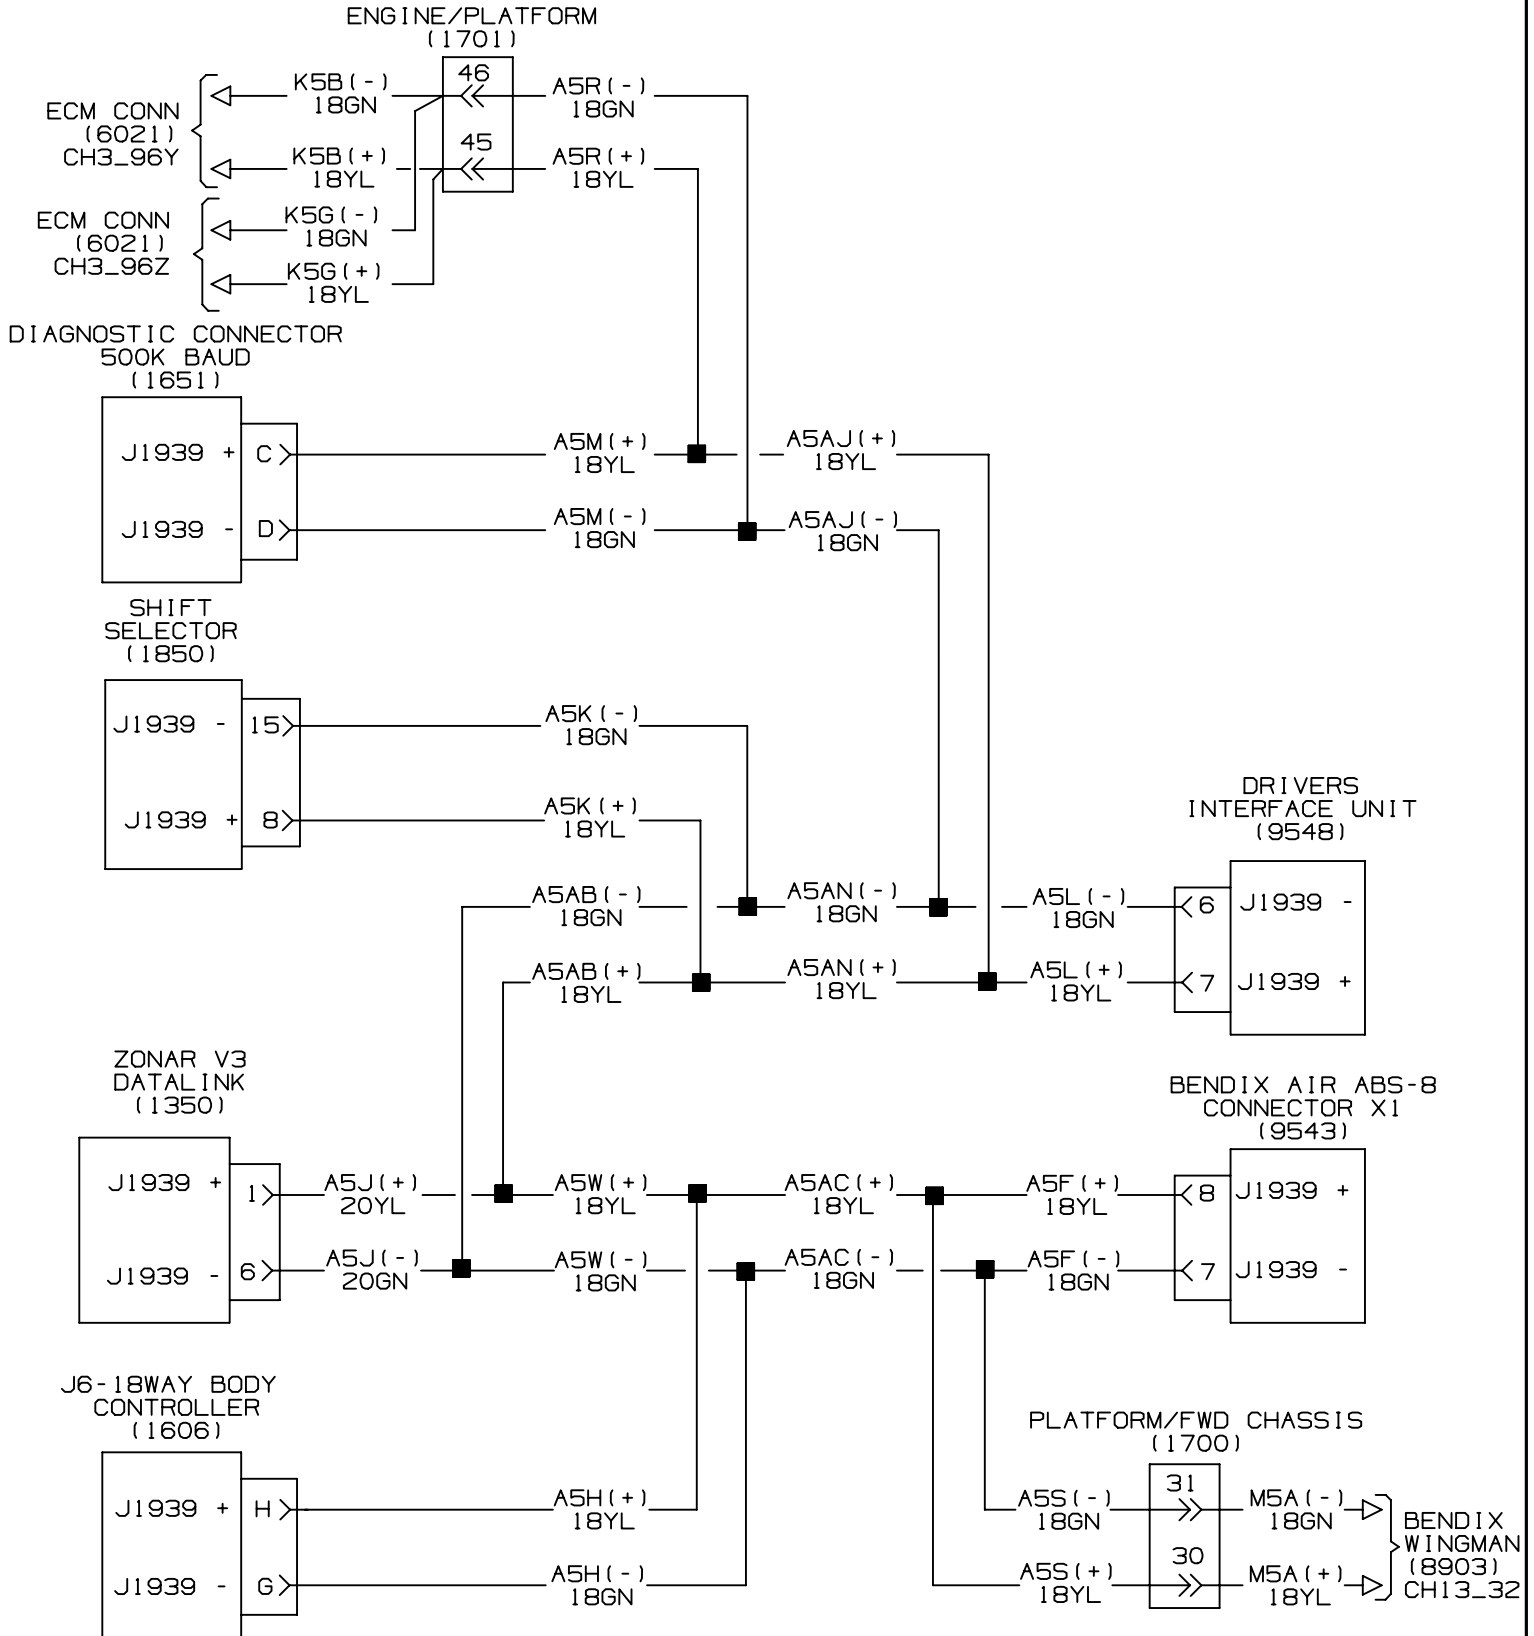 ENGINE/PLATFORM
(1701)
46
45
K5B(-)
18GN
A5R(-)
18GN
ECM CONN
(6021)
CH3_96Y
K5B(+)
18YL
A5R(+)
18YL
ECM CONN
(6021)
CH3_96Z
K5G(-)
18GN
K5G(+)
18YL
DIAGNOSTIC CONNECTOR
500K BAUD
(1651)
J1939 + C
J1939 - D
A5M(+)
18YL
A5AJ(+)
18YL
A5M(-)
18GN
A5AJ(-)
18GN
SHIFT
SELECTOR
(1850)
J1939 - 15
J1939 + 8
A5K(-)
18GN
A5K(+)
18YL
DRIVERS
INTERFACE UNIT
(9548)
A5AB(-)
18GN
A5AN(-)
18GN
A5L(-)
18GN
6 J1939 -
A5AB(+)
18YL
A5AN(+)
18YL
A5L(+)
18YL
7 J1939 +
ZONAR V3
DATALINK
(1350)
J1939 + 1
J1939 - 6
BENDIX AIR ABS-8
CONNECTOR X1
(9543)
A5J(+)
20YL
A5W(+)
18YL
A5AC(+)
18YL
A5F(+)
18YL
8 J1939 +
A5J(-)
20GN
A5W(-)
18GN
A5AC(-)
18GN
A5F(-)
18GN
7 J1939 -
J6-18WAY BODY
CONTROLLER
(1606)
J1939 + H
J1939 - G
A5H(+)
18YL
A5H(-)
18GN
PLATFORM/FWD CHASSIS
(1700)
31
30
A5S(-)
18GN
M5A(-)
18GN
A5S(+)
18YL
M5A(+)
18YL
BENDIX
WINGMAN
(8903)
CH13_32